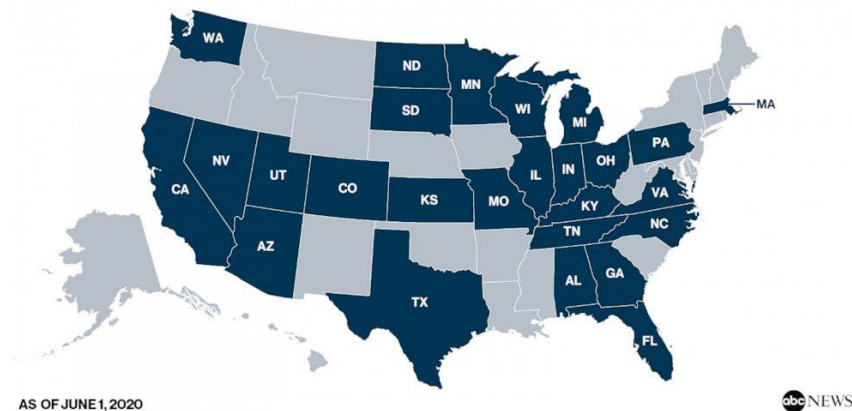 WA
ND
MN
SD
WI
MI
MA
PA
NV
UT
CO
CA
IL
IN
OH
VA
KS
MO
KY
NC
TN
AZ
AL
GA
TX
FL
AS OF JUNE 1, 2020
abc NEWS